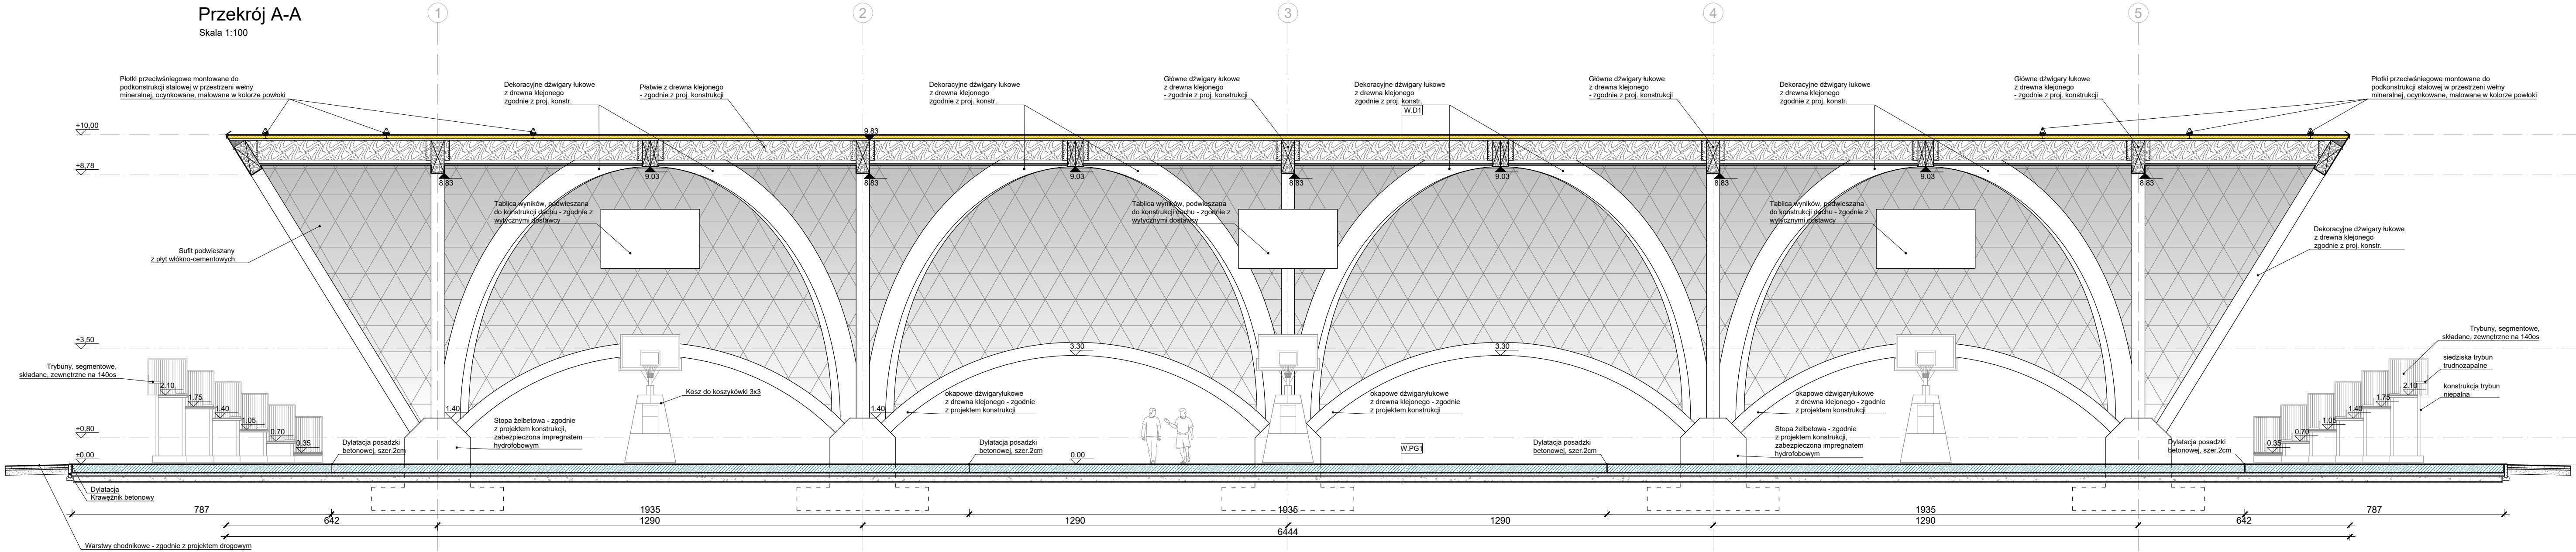 Przekrój A-A
Skala 1:100
1
2
3
4
5
Płotki przeciwśniegowe montowane do
podkonstrukcji stalowej w przestrzeni wełny
mineralnej, ocynkowane, malowane w kolorze powłoki
Dekoracyjne dźwigary łukowe
z drewna klejonego
zgodnie z proj. konstr.
Płatwie z drewna klejonego
- zgodnie z proj. konstrukcji
Dekoracyjne dźwigary łukowe
z drewna klejonego
zgodnie z proj. konstr.
Główne dźwigary łukowe
z drewna klejonego
- zgodnie z proj. konstrukcji
Dekoracyjne dźwigary łukowe
z drewna klejonego
zgodnie z proj. konstr.
W.D1
Główne dźwigary łukowe
z drewna klejonego
- zgodnie z proj. konstrukcji
Dekoracyjne dźwigary łukowe
z drewna klejonego
zgodnie z proj. konstr.
Główne dźwigary łukowe
z drewna klejonego
- zgodnie z proj. konstrukcji
Płotki przeciwśniegowe montowane do
podkonstrukcji stalowej w przestrzeni wełny
mineralnej, ocynkowane, malowane w kolorze powłoki
+10,00
9.83
+8,78
8.83
9.03
8.83
9.03
8.83
9.03
8.83
9.03
8.83
Tablica wyników, podwieszana
do konstrukcji dachu - zgodnie z
wytycznymi dostawcy
Tablica wyników, podwieszana
do konstrukcji dachu - zgodnie z
wytycznymi dostawcy
Tablica wyników, podwieszana
do konstrukcji dachu - zgodnie z
wytycznymi dostawcy
Sufit podwieszany
z płyt włókno-cementowych
Dekoracyjne dźwigary łukowe
z drewna klejonego
zgodnie z proj. konstr.
+3,50
3.30
3.30
Trybuny, segmentowe,
składane, zewnętrzne na 140os
Trybuny, segmentowe,
składane, zewnętrzne na 140os
siedziska trybun
trudnozapalne
konstrukcja trybun
niepalna
2.10
1.75
1.40
1.05
0.70
0.35
1.40
1.40
Kosz do koszykówki 3x3
okapowe dźwigaryłukowe
z drewna klejonego - zgodnie
z projektem konstrukcji
okapowe dźwigaryłukowe
z drewna klejonego - zgodnie
z projektem konstrukcji
okapowe dźwigaryłukowe
z drewna klejonego - zgodnie
z projektem konstrukcji
2.10
1.75
1.40
1.05
0.70
0.35
Stopa żelbetowa - zgodnie
z projektem konstrukcji,
zabezpieczona impregnatem
hydrofobowym
Stopa żelbetowa - zgodnie
z projektem konstrukcji,
zabezpieczona impregnatem
hydrofobowym
+0,80
Dylatacja posadzki
betonowej, szer.2cm
Dylatacja posadzki
betonowej, szer.2cm
Dylatacja posadzki
betonowej, szer.2cm
Dylatacja posadzki
betonowej, szer.2cm
±0.00
0.00
W.PG1
Dylatacja
Krawężnik betonowy
787
1935
1935
1935
787
642
1290
1290
1290
1290
642
6444
Warstwy chodnikowe - zgodnie z projektem drogowym